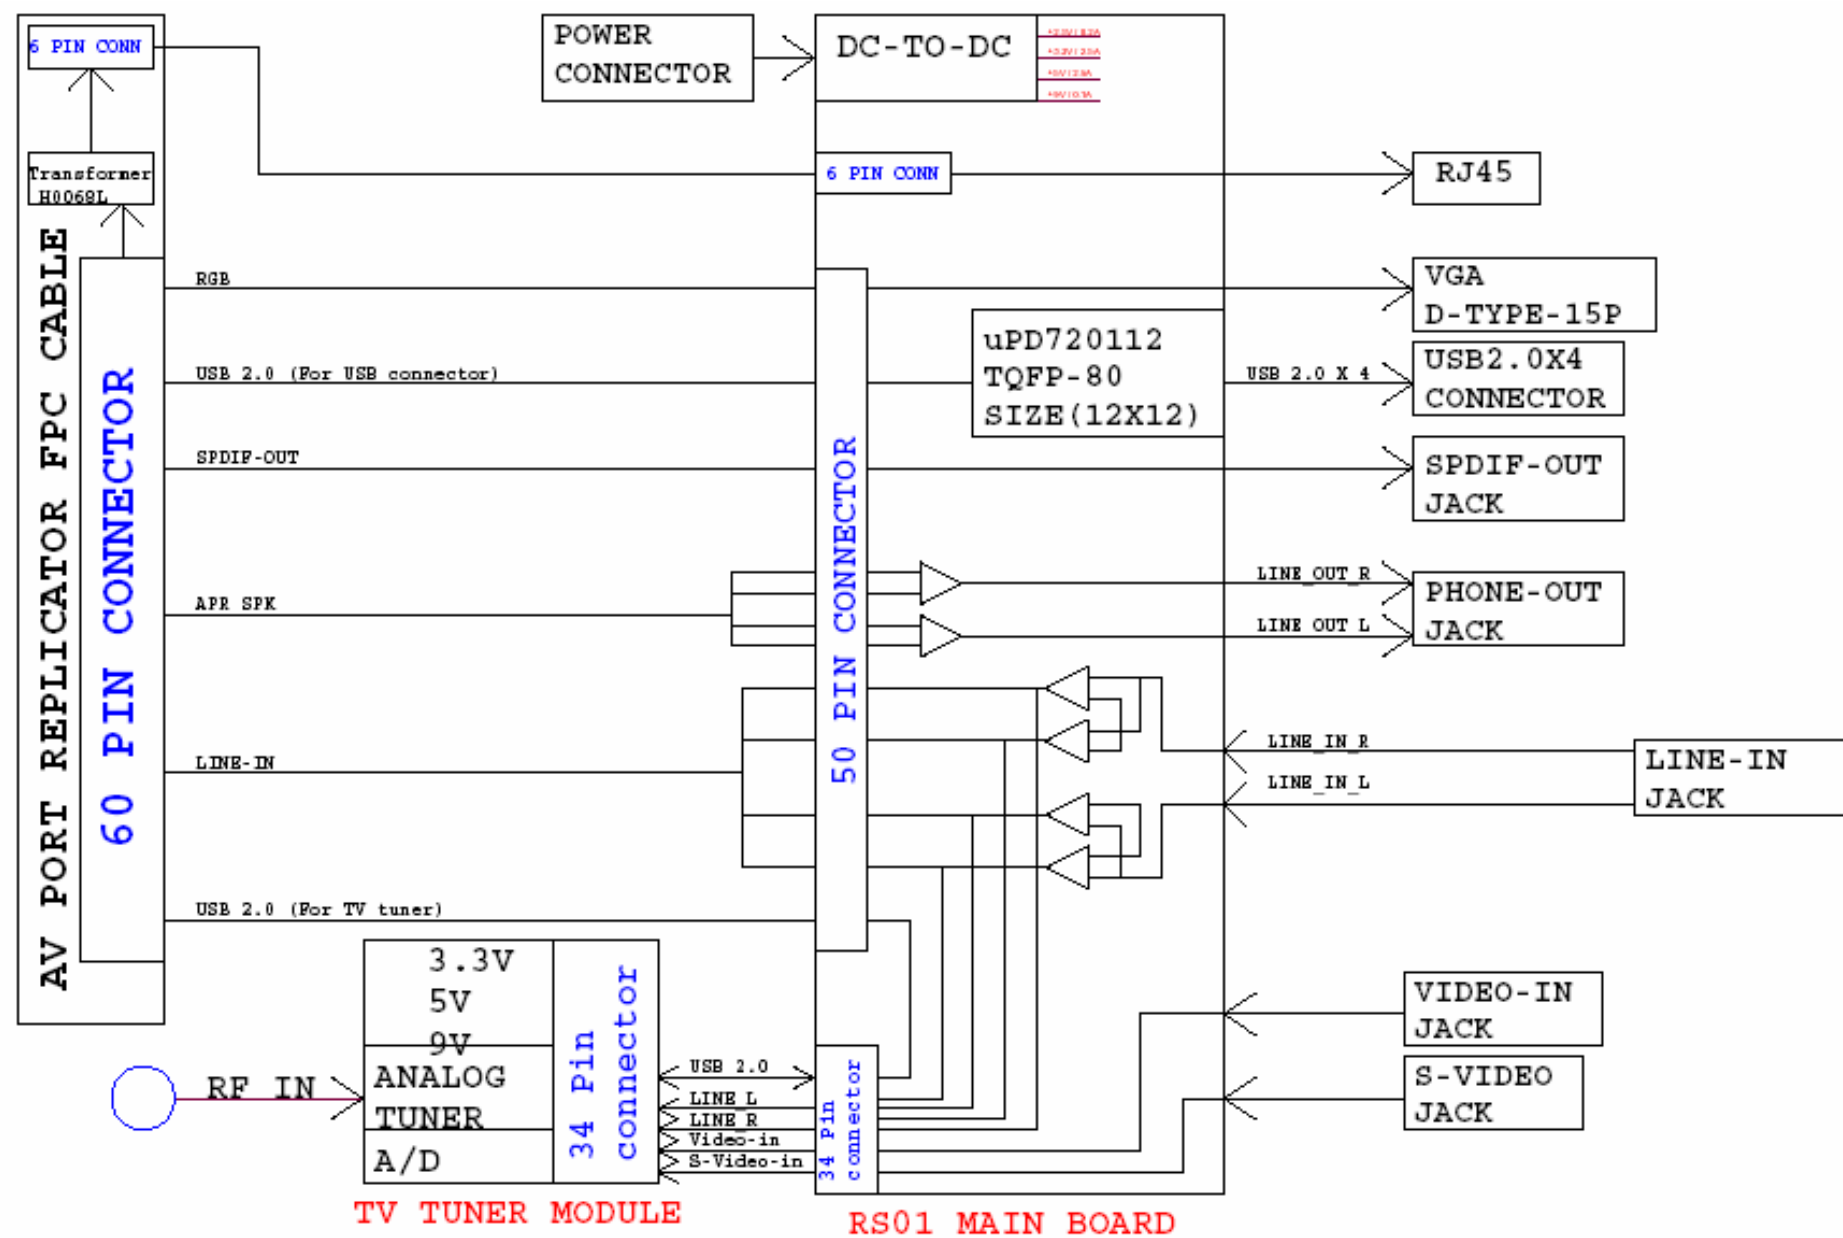 6 PIN CONN
Transformer
H0068L
AV PORT REPLICATOR FPC CABLE
60 PIN CONNECTOR
POWER
CONNECTOR
DC-TO-DC
6 PIN CONN
RJ45
RGB
VGA
D-TYPE-15P
uPD720112
TQFP-80
SIZE(12X12)
USB 2.0 (For USB connector)
USB 2.0 X 4
USB2.0X4
CONNECTOR
SPDIF-OUT
SPDIF-OUT
JACK
50 PIN CONNECTOR
APR SPK
LINE_OUT_R
LINE OUT L
PHONE-OUT
JACK
LINE-IN
LINE_IN_R
LINE_IN_L
LINE-IN
JACK
USB 2.0 (For TV tuner)
3.3V
5V
9V
ANALOG
TUNER
A/D
34 Pin
connector
RF IN
USB 2.0
LINE_L
LINE_R
Video-in
S-Video-in
34 Pin
connector
VIDEO-IN
JACK
S-VIDEO
JACK
TV TUNER MODULE
RS01 MAIN BOARD